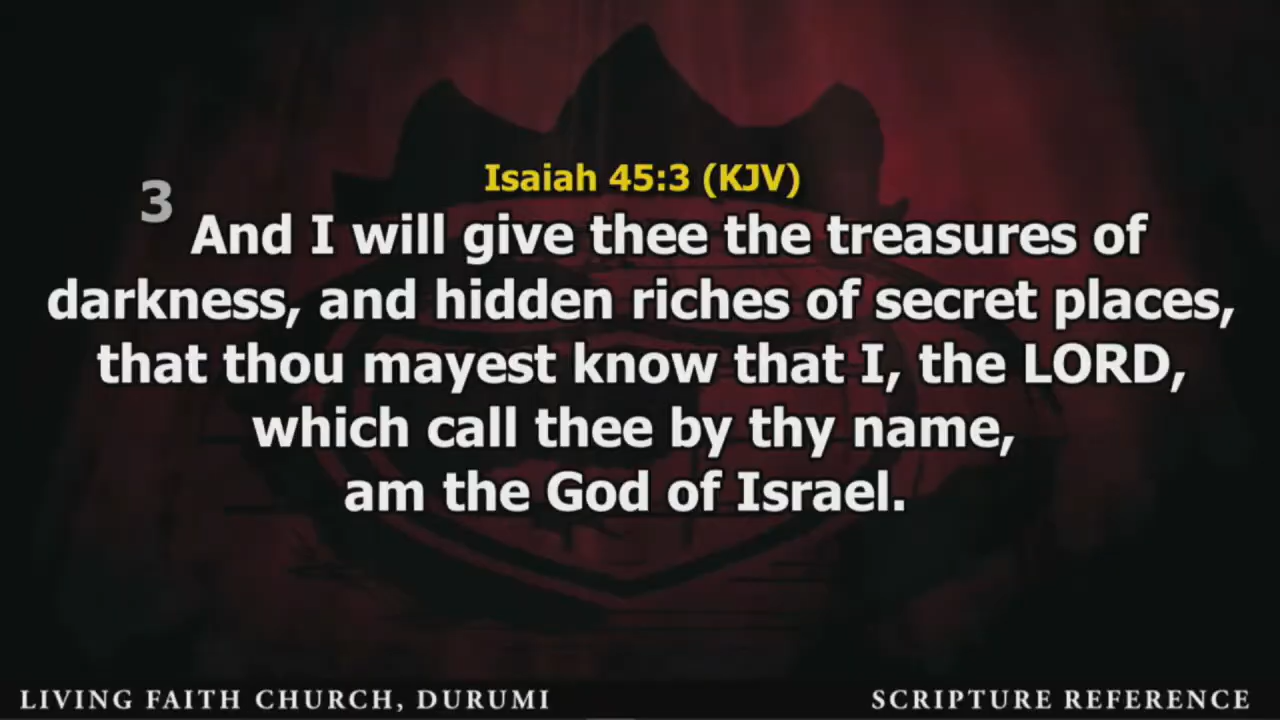 Isaiah 45:3 (KJV)
3 And I will give thee the treasures of
darkness, and hidden riches of secret places,
that thou mayest know that I, the LORD,
which call thee by thy name,
am the God of Israel.
LIVING FAITH CHURCH, DURUMI
SCRIPTURE REFERENCE